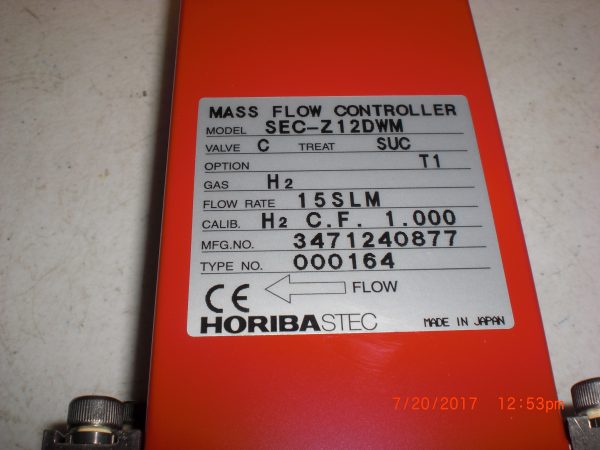 MASS FLOW CONTROLLER
MODEL SEC-Z12DWM
VALVE C TREAT SUC
OPTION T1
GAS H2
FLOW RATE 15SLM
CALIB. H2 C.F. 1.000
MFG.NO. 3471240877
TYPE NO. 000164
CE FLOW
HORIBASTEC MADE IN JAPAN
7/20/2017 12:53pm